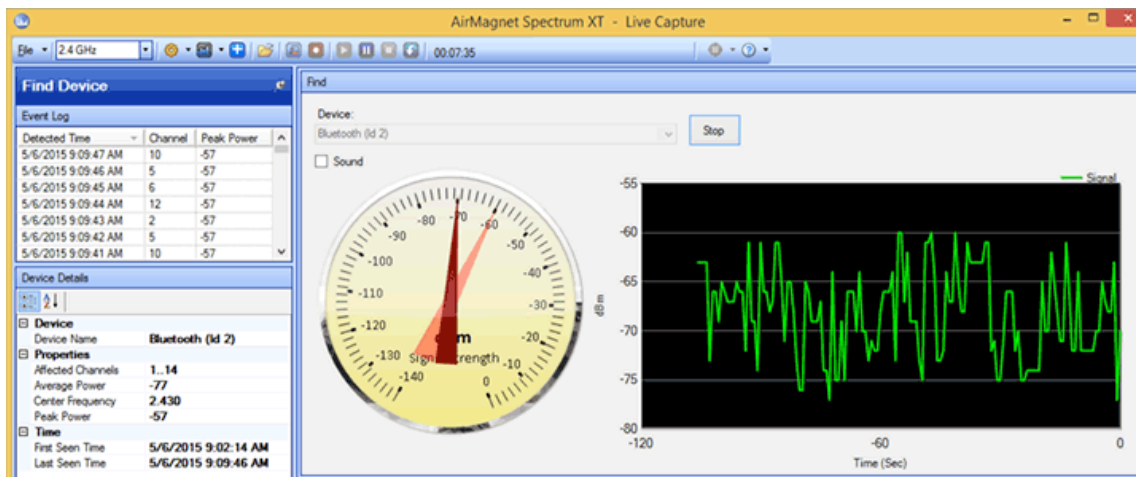 AirMagnet Spectrum XT - Live Capture
File
2.4 GHz
00:07:35
Find Device
Event Log
Detected Time Channel Peak Power
5/6/2015 9:09:47 AM 10 -57
5/6/2015 9:09:46 AM 5 -57
5/6/2015 9:09:45 AM 6 -57
5/6/2015 9:09:44 AM 12 -57
5/6/2015 9:09:43 AM 2 -57
5/6/2015 9:09:42 AM 5 -57
5/6/2015 9:09:41 AM 10 -57
Device Details
Device
Device Name Bluetooth (Id 2)
Properties
Affected Channels 1..14
Average Power -77
Center Frequency 2.430
Peak Power -57
Time
First Seen Time 5/6/2015 9:02:14 AM
Last Seen Time 5/6/2015 9:09:46 AM
Find
Device:
Bluetooth (Id 2)
Stop
Sound
-140
-130
-120
-110
-100
-90
-80
-70
-60
-50
-40
-30
-20
-10
0
Signal
-55
-60
-65
-70
-75
-80
dBm
-120 -60 0
Time (Sec)